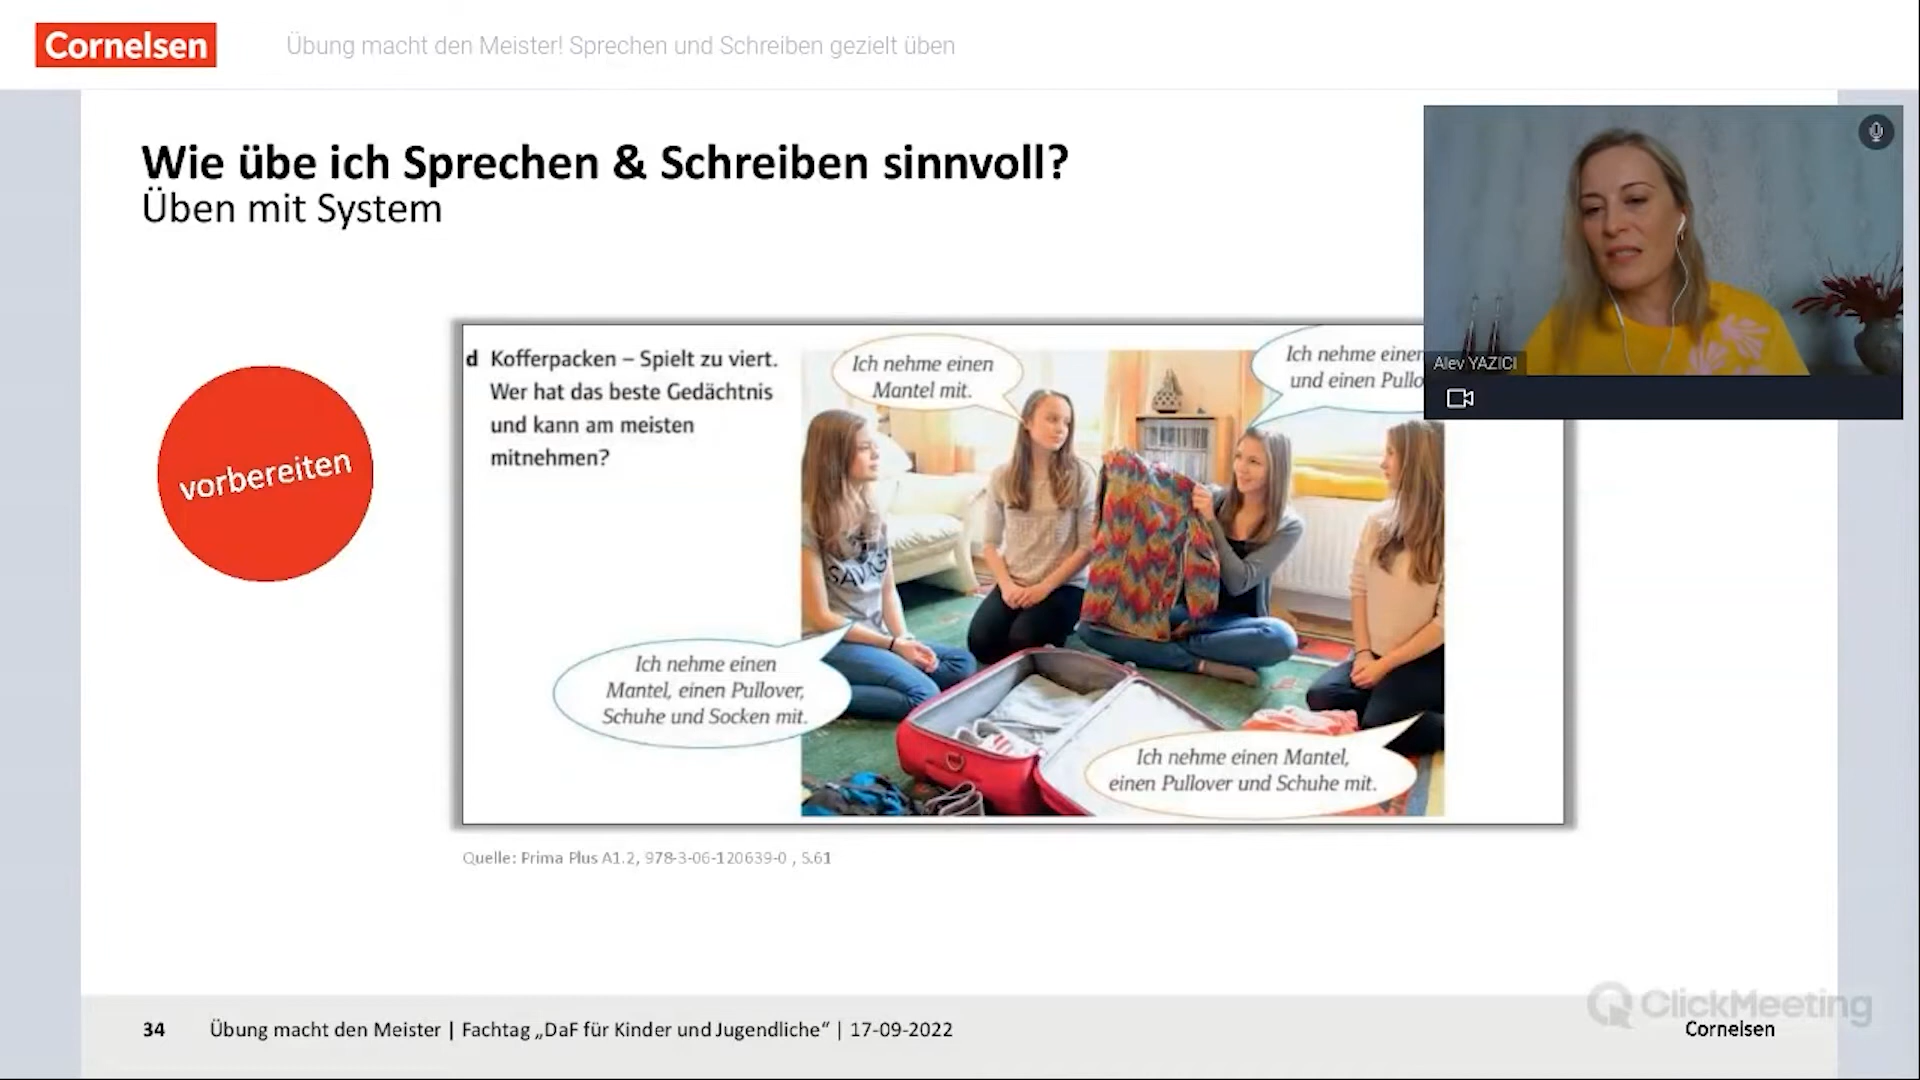 Cornelsen
Übung macht den Meister! Sprechen und Schreiben gezielt üben
Wie übe ich Sprechen & Schreiben sinnvoll?
Üben mit System
Alev YAZICI
vorbereiten
d Kofferpacken – Spielt zu viert.
Wer hat das beste Gedächtnis
und kann am meisten
mitnehmen?
Ich nehme einen
Mantel mit.
Ich nehme einen
und einen Pullo
Ich nehme einen
Mantel, einen Pullover,
Schuhe und Socken mit.
Ich nehme einen Mantel,
einen Pullover und Schuhe mit.
Quelle: Prima Plus A1.2, 978-3-06-120639-0 , S.61
34 Übung macht den Meister | Fachtag „DaF für Kinder und Jugendliche“ | 17-09-2022
ClickMeeting
Cornelsen